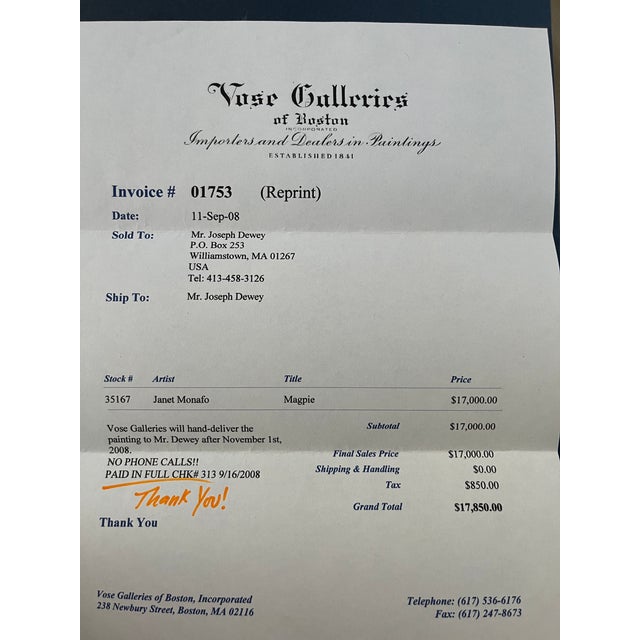 Vose Galleries
of Boston
INCORPORATED
Importers and Dealers in Paintings
ESTABLISHED 1841
Invoice # 01753 (Reprint)
Date: 11-Sep-08
Sold To: Mr. Joseph Dewey
P.O. Box 253
Williamstown, MA 01267
USA
Tel: 413-458-3126
Ship To: Mr. Joseph Dewey
Stock # Artist Title Price
35167 Janet Monafo Magpie $17,000.00
Vose Galleries will hand-deliver the
painting to Mr. Dewey after November 1st,
2008.
NO PHONE CALLS!!
PAID IN FULL CHK# 313 9/16/2008
Thank You!
Thank You
Subtotal $17,000.00
Final Sales Price $17,000.00
Shipping & Handling $0.00
Tax $850.00
Grand Total $17,850.00
Vose Galleries of Boston, Incorporated
238 Newbury Street, Boston, MA 02116
Telephone: (617) 536-6176
Fax: (617) 247-8673